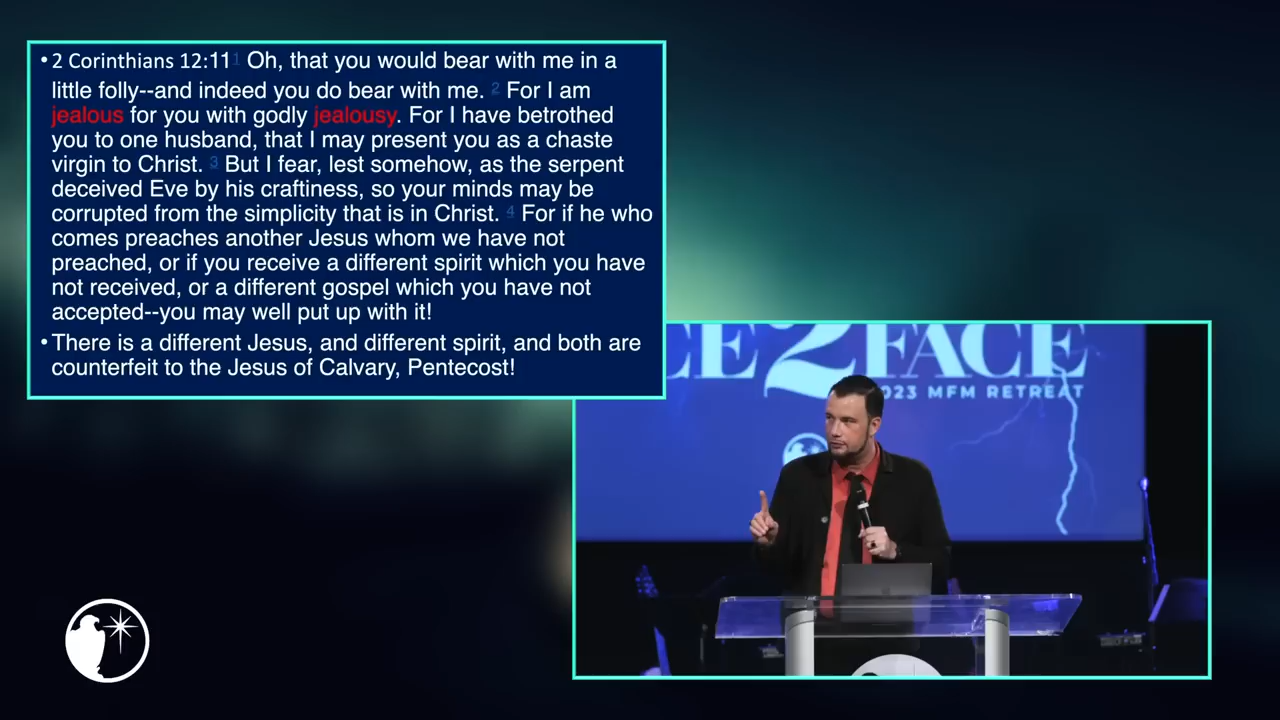 •2 Corinthians 12:11 1 Oh, that you would bear with me in a
little folly--and indeed you do bear with me. 2 For I am
jealous for you with godly jealousy. For I have betrothed
you to one husband, that I may present you as a chaste
virgin to Christ. 3 But I fear, lest somehow, as the serpent
deceived Eve by his craftiness, so your minds may be
corrupted from the simplicity that is in Christ. 4 For if he who
comes preaches another Jesus whom we have not
preached, or if you receive a different spirit which you have
not received, or a different gospel which you have not
accepted--you may well put up with it!
•There is a different Jesus, and different spirit, and both are
counterfeit to the Jesus of Calvary, Pentecost!
CE2FACE
023 MFM RETREAT